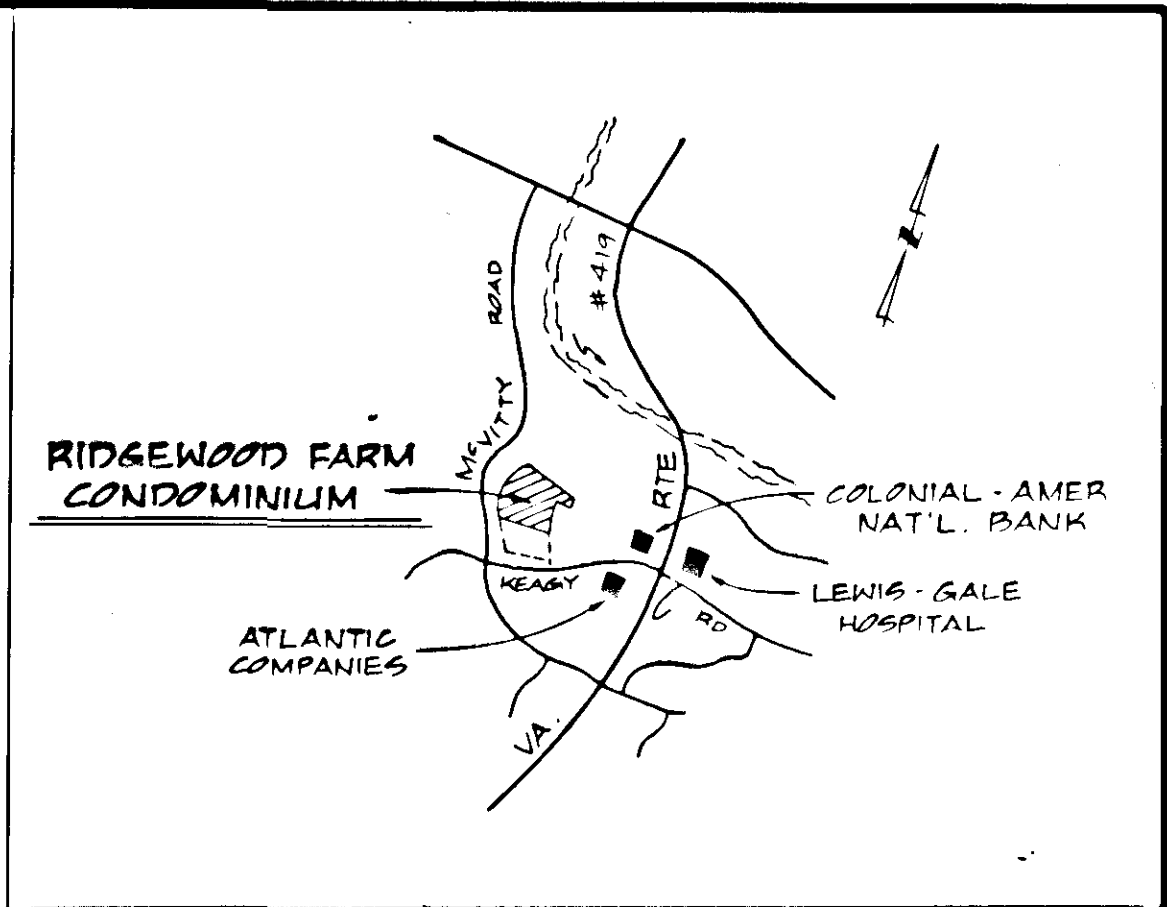 N
ROAD
# 419
McVITTY
RIDGEWOOD FARM
CONDOMINIUM
RTE
COLONIAL - AMER
NAT'L. BANK
KEAGY
LEWIS - GALE
HOSPITAL
RD
ATLANTIC
COMPANIES
VA.